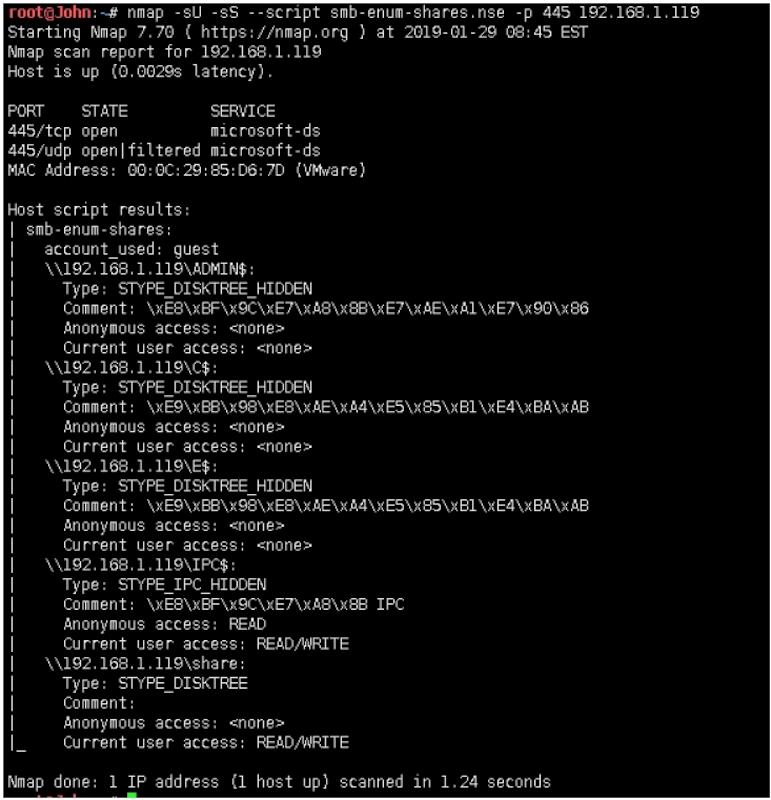 root@John:~# nmap -sU -sS --script smb-enum-shares.nse -p 445 192.168.1.119
Starting Nmap 7.70 ( https://nmap.org ) at 2019-01-29 08:45 EST
Nmap scan report for 192.168.1.119
Host is up (0.0029s latency).
PORT    STATE         SERVICE
445/tcp open          microsoft-ds
445/udp open|filtered microsoft-ds
MAC Address: 00:0C:29:85:D6:7D (VMware)
Host script results:
| smb-enum-shares:
|   account_used: guest
|   \\192.168.1.119\ADMIN$:
|     Type: STYPE_DISKTREE_HIDDEN
|     Comment: \xE8\xBF\x9C\xE7\xA8\x8B\xE7\xAE\xA1\xE7\x90\x86
|     Anonymous access: <none>
|     Current user access: <none>
|   \\192.168.1.119\C$:
|     Type: STYPE_DISKTREE_HIDDEN
|     Comment: \xE9\xBB\x98\xE8\xAE\xA4\xE5\x85\xB1\xE4\xBA\xAB
|     Anonymous access: <none>
|     Current user access: <none>
|   \\192.168.1.119\E$:
|     Type: STYPE_DISKTREE_HIDDEN
|     Comment: \xE9\xBB\x98\xE8\xAE\xA4\xE5\x85\xB1\xE4\xBA\xAB
|     Anonymous access: <none>
|     Current user access: <none>
|   \\192.168.1.119\IPC$:
|     Type: STYPE_IPC_HIDDEN
|     Comment: \xE8\xBF\x9C\xE7\xA8\x8B IPC
|     Anonymous access: READ
|     Current user access: READ/WRITE
|   \\192.168.1.119\share:
|     Type: STYPE_DISKTREE
|     Comment:
|     Anonymous access: <none>
|_    Current user access: READ/WRITE
Nmap done: 1 IP address (1 host up) scanned in 1.24 seconds